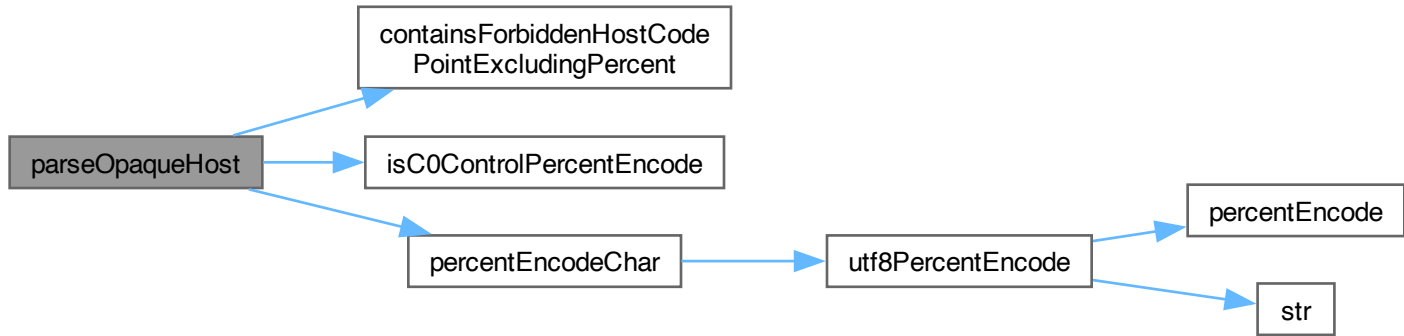 containsForbiddenHostCode
PointExcludingPercent
parseOpaqueHost
isC0ControlPercentEncode
percentEncode
percentEncodeChar
utf8PercentEncode
str